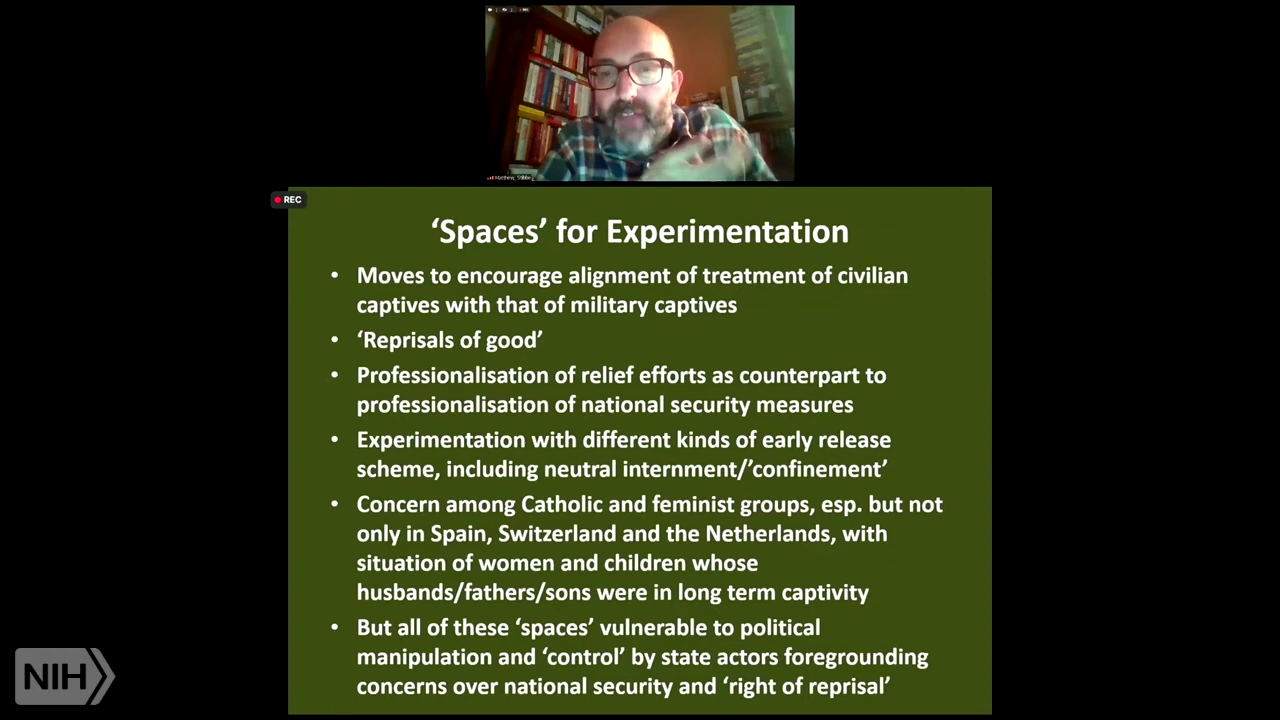 REC
‘Spaces’ for Experimentation
• Moves to encourage alignment of treatment of civilian
captives with that of military captives
• ‘Reprisals of good’
• Professionalisation of relief efforts as counterpart to
professionalisation of national security measures
• Experimentation with different kinds of early release
scheme, including neutral internment/’confinement’
• Concern among Catholic and feminist groups, esp. but not
only in Spain, Switzerland and the Netherlands, with
situation of women and children whose
husbands/fathers/sons were in long term captivity
• But all of these ‘spaces’ vulnerable to political
manipulation and ‘control’ by state actors foregrounding
concerns over national security and ‘right of reprisal’
NIH